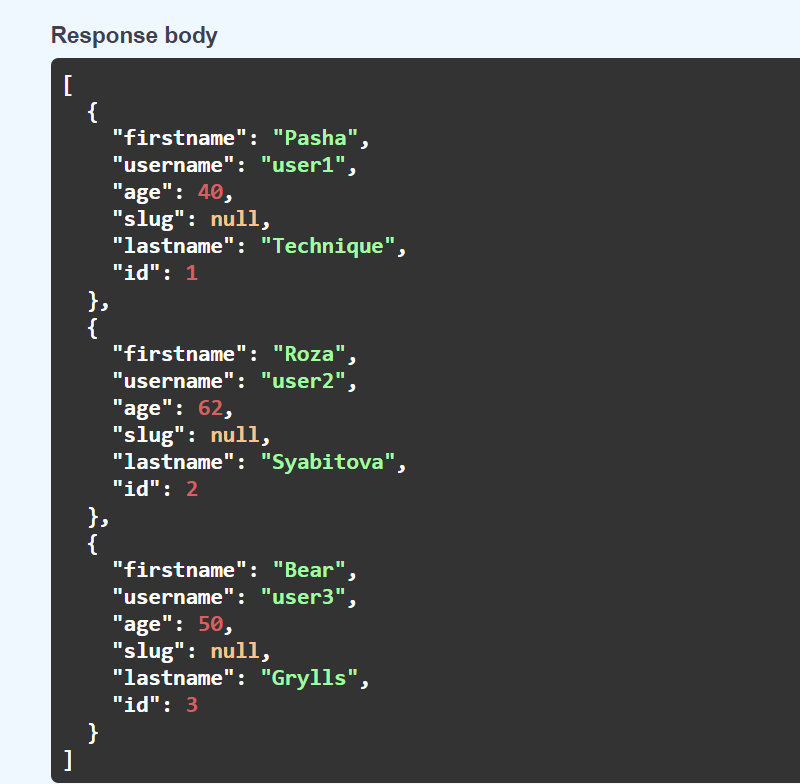 Response body
[
  {
    "firstname": "Pasha",
    "username": "user1",
    "age": 40,
    "slug": null,
    "lastname": "Technique",
    "id": 1
  },
  {
    "firstname": "Roza",
    "username": "user2",
    "age": 62,
    "slug": null,
    "lastname": "Syabitova",
    "id": 2
  },
  {
    "firstname": "Bear",
    "username": "user3",
    "age": 50,
    "slug": null,
    "lastname": "Grylls",
    "id": 3
  }
]